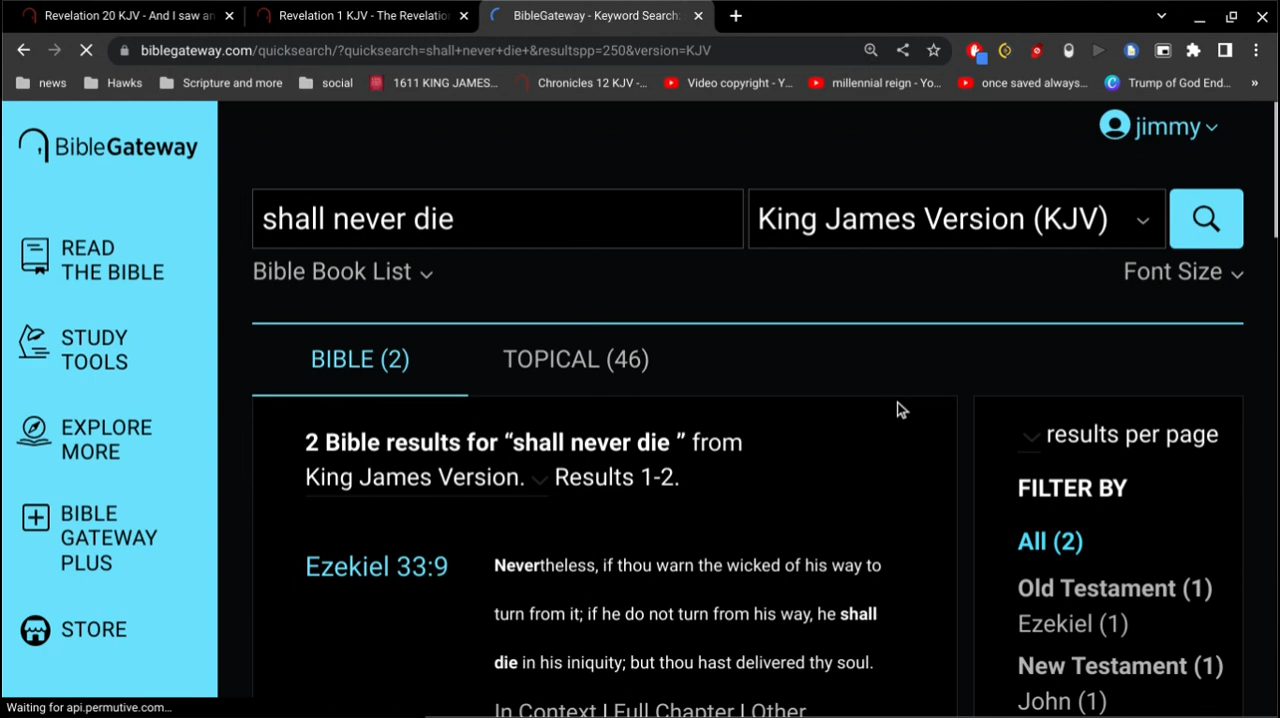 Revelation 20 KJV - And I saw an
Revelation 1 KJV - The Revelation
BibleGateway - Keyword Search:
biblegateway.com/quicksearch/?quicksearch=shall+never+die+&resultspp=250&version=KJV
news
Hawks
Scripture and more
social
1611 KING JAMES...
Chronicles 12 KJV -...
Video copyright - Y...
millennial reign - Yo...
once saved always...
Trump of God End...
»
BibleGateway
jimmy
shall never die
King James Version (KJV)
Bible Book List
Font Size
READ
THE BIBLE
STUDY
TOOLS
EXPLORE
MORE
BIBLE
GATEWAY
PLUS
STORE
BIBLE (2)
TOPICAL (46)
2 Bible results for “shall never die ” from
King James Version. Results 1-2.
Ezekiel 33:9
Nevertheless, if thou warn the wicked of his way to
turn from it; if he do not turn from his way, he shall
die in his iniquity; but thou hast delivered thy soul.
In Context | Full Chapter | Other
results per page
FILTER BY
All (2)
Old Testament (1)
Ezekiel (1)
New Testament (1)
John (1)
Waiting for api.permutive.com...